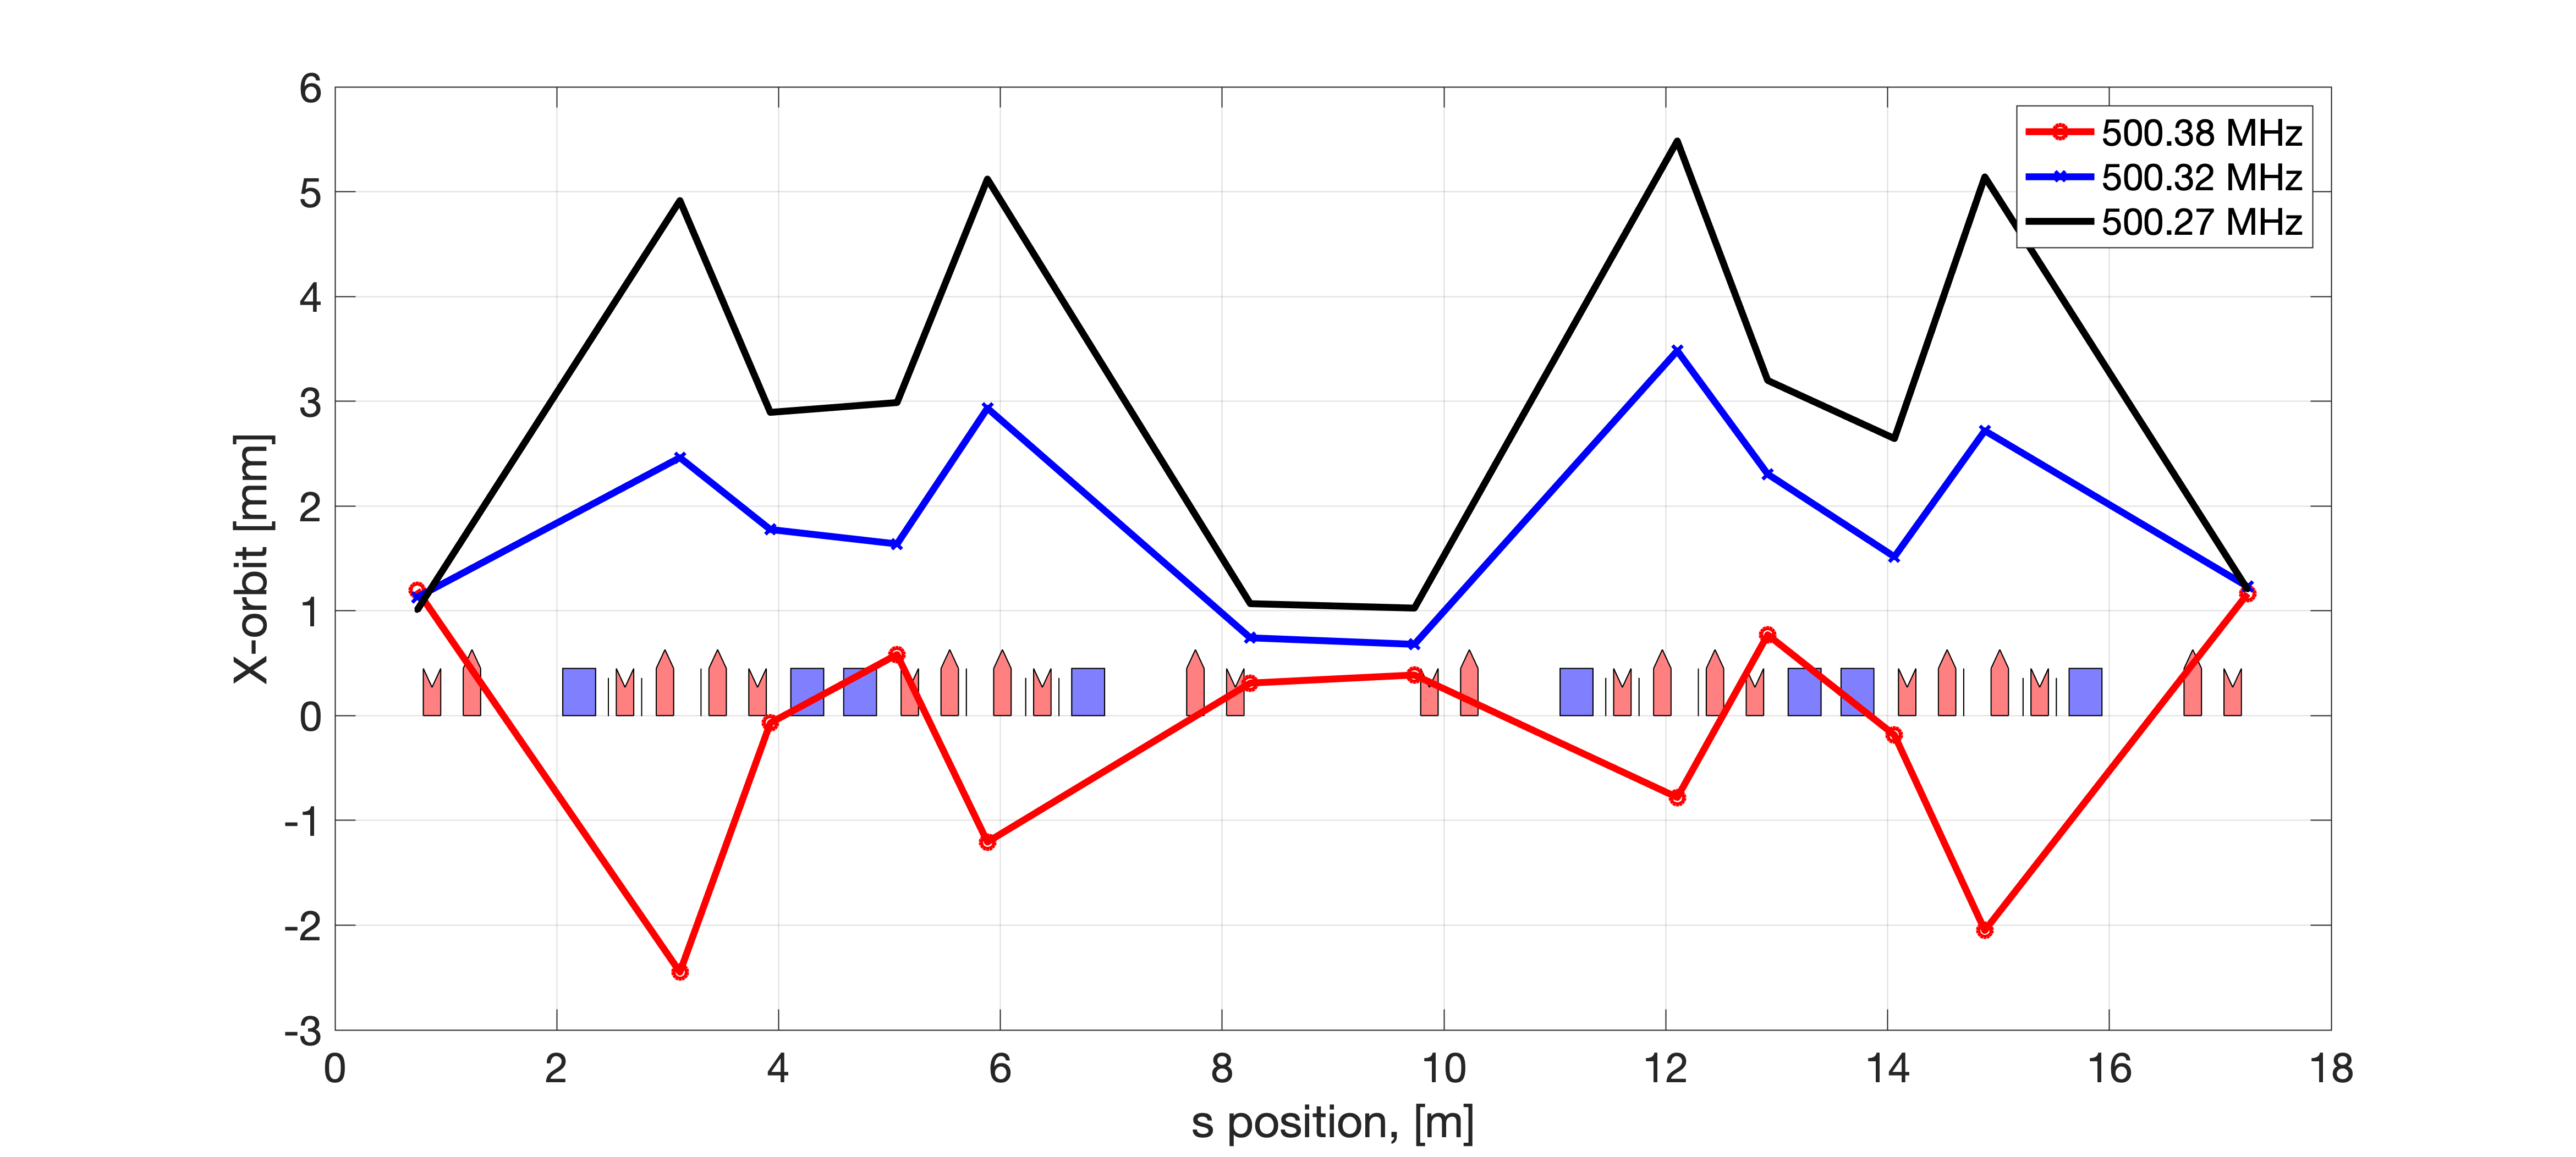 6
5
4
3
2
1
0
-1
-2
-3
X-orbit [mm]
500.38 MHz
500.32 MHz
500.27 MHz
0 2 4 6 8 10 12 14 16 18
s position, [m]